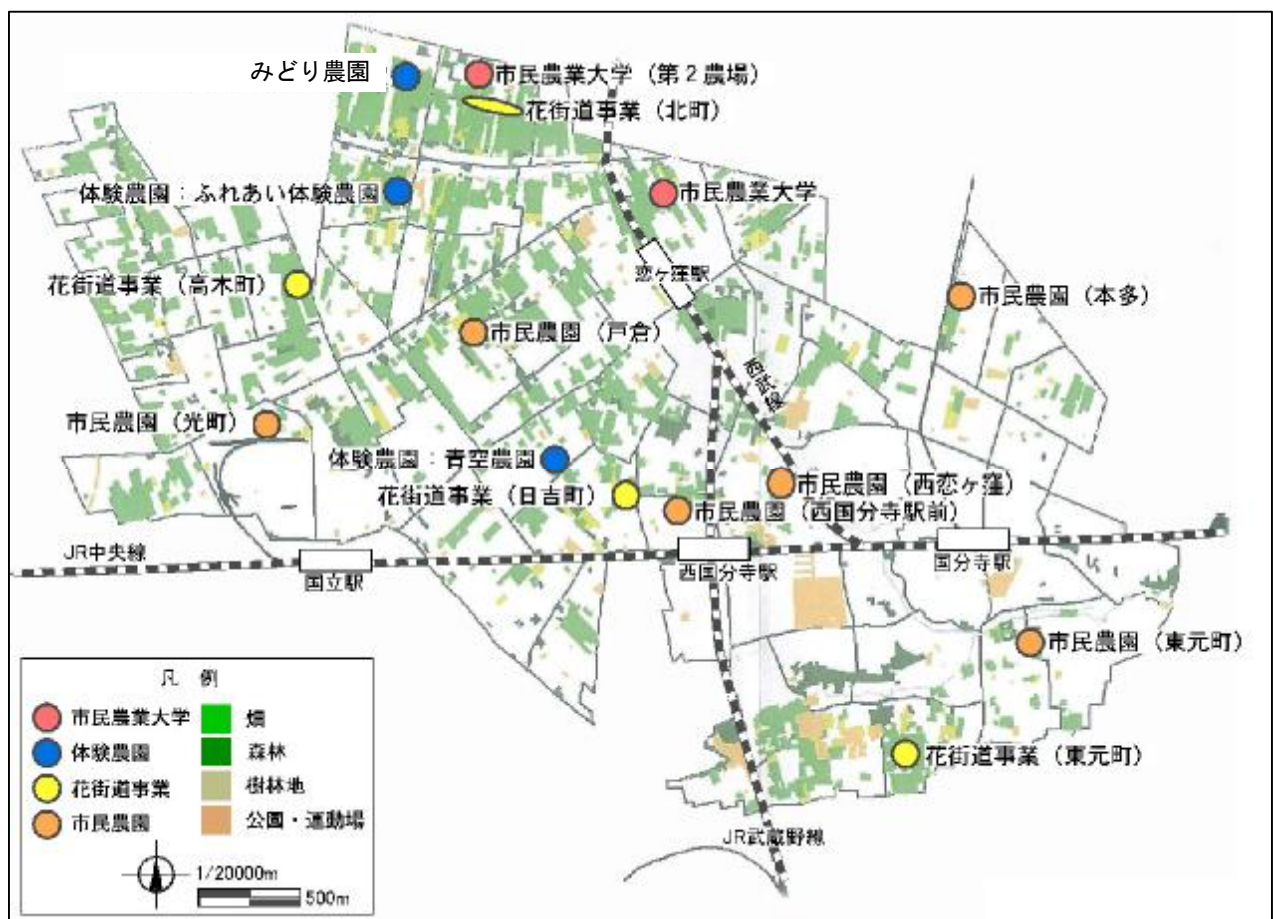 みどり農園
市民農業大学（第２農場）
花街道事業（北町）
体験農園：ふれあい体験農園
市民農業大学
恋ヶ窪駅
花街道事業（高木町）
市民農園（本多）
市民農園（戸倉）
西武線
市民農園（光町）
体験農園：青空農園
花街道事業（日吉町）
市民農園（西恋ヶ窪）
市民農園（西国分寺駅前）
JR中央線
国立駅
西国分寺駅
国分寺駅
市民農園（東元町）
花街道事業（東元町）
JR武蔵野線
凡 例
市民農業大学
畑
体験農園
森林
花街道事業
樹林地
市民農園
公園・運動場
1/20000m
500m